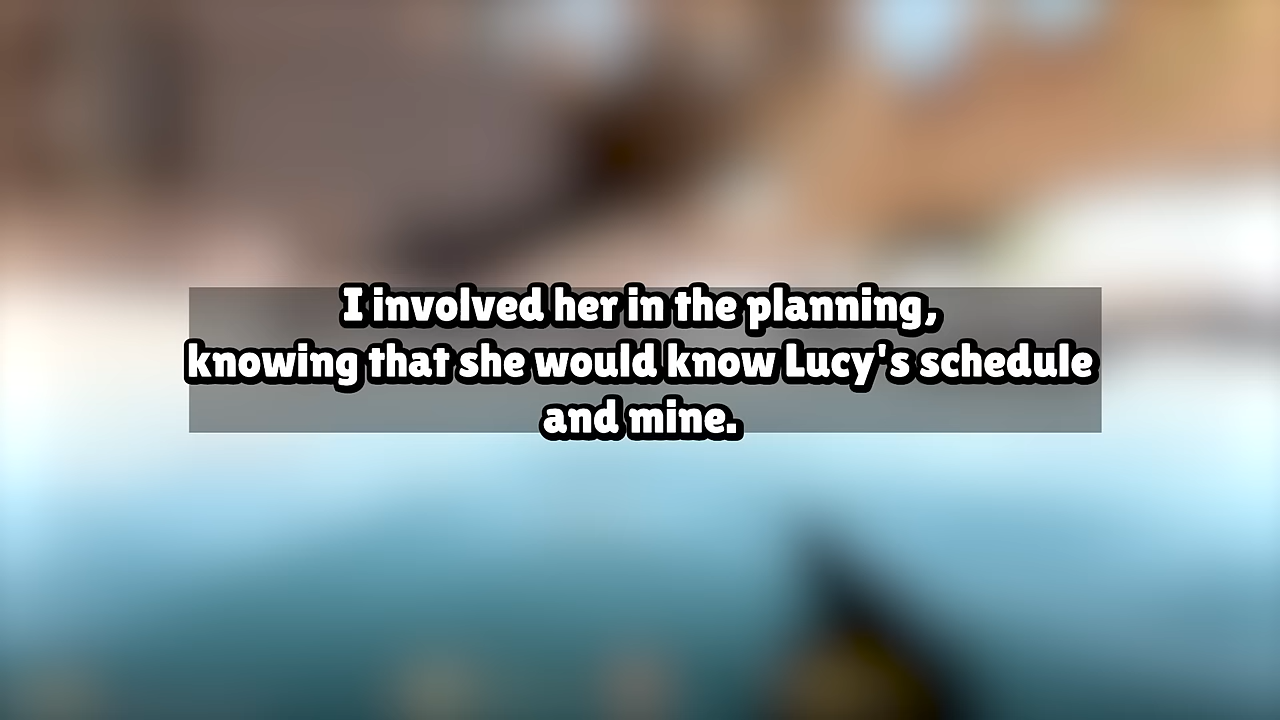 I involved her in the planning,
knowing that she would know Lucy's schedule
and mine.